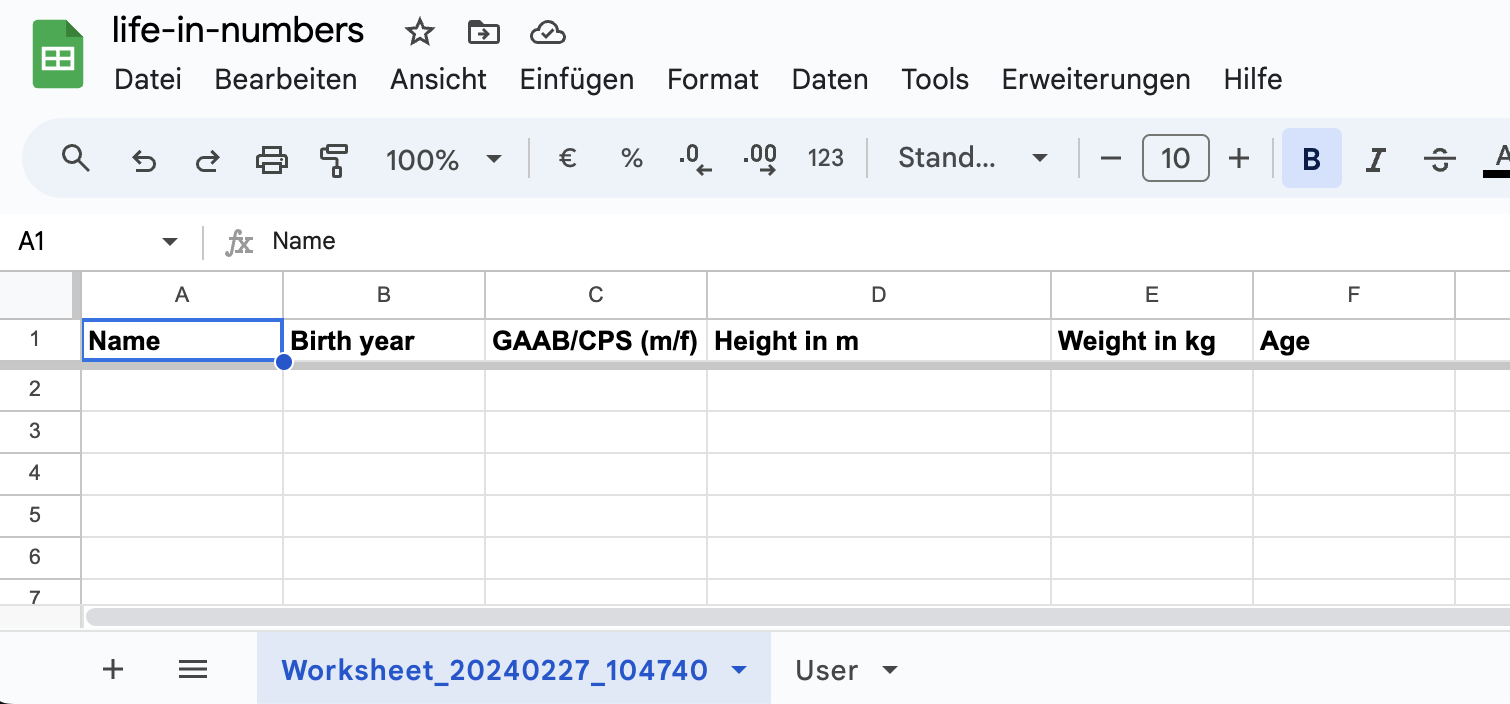 life-in-numbers
Datei Bearbeiten Ansicht Einfügen Format Daten Tools Erweiterungen Hilfe
100% € % .0 .00 123 Stand... 10 B I S A
A1 fx Name
A B C D E F
1 Name Birth year GAAB/CPS (m/f) Height in m Weight in kg Age
2
3
4
5
6
7
Worksheet_20240227_104740 User